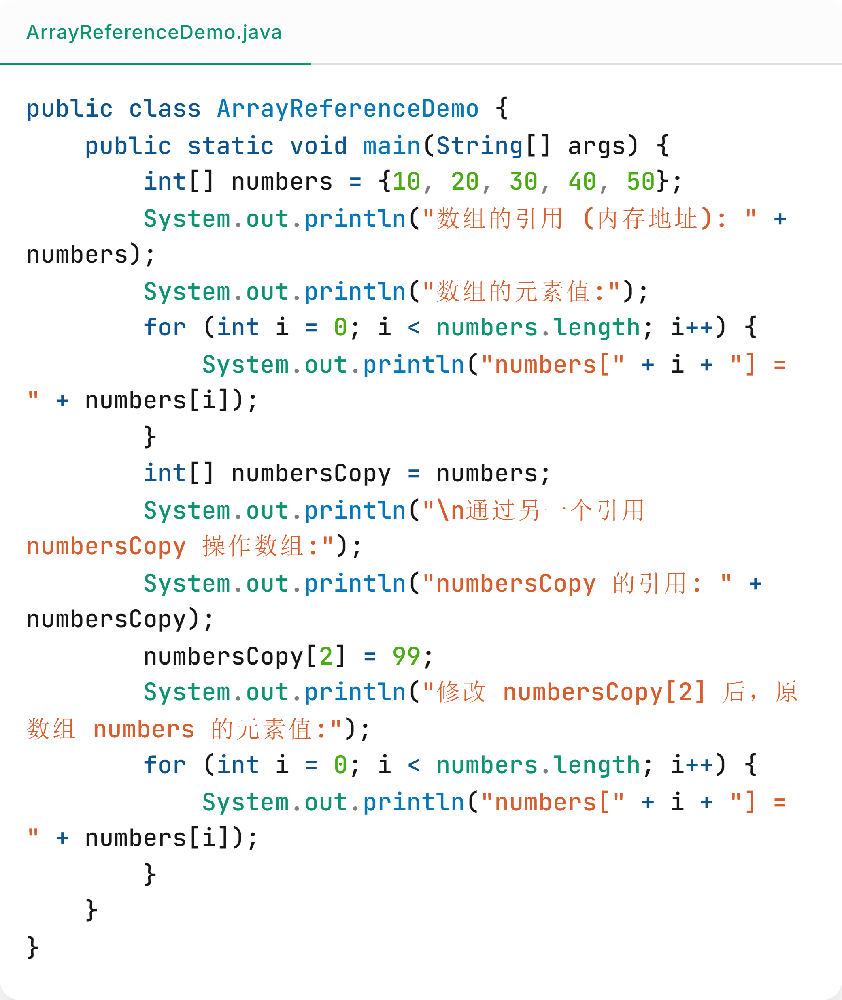 ArrayReferenceDemo.java
public class ArrayReferenceDemo {
    public static void main(String[] args) {
        int[] numbers = {10, 20, 30, 40, 50};
        System.out.println("数组的引用 (内存地址): " +
numbers);
        System.out.println("数组的元素值:");
        for (int i = 0; i < numbers.length; i++) {
            System.out.println("numbers[" + i + "] =
" + numbers[i]);
        }
        int[] numbersCopy = numbers;
        System.out.println("\n通过另一个引用
numbersCopy 操作数组:");
        System.out.println("numbersCopy 的引用: " +
numbersCopy);
        numbersCopy[2] = 99;
        System.out.println("修改 numbersCopy[2] 后，原
数组 numbers 的元素值:");
        for (int i = 0; i < numbers.length; i++) {
            System.out.println("numbers[" + i + "] =
" + numbers[i]);
        }
    }
}